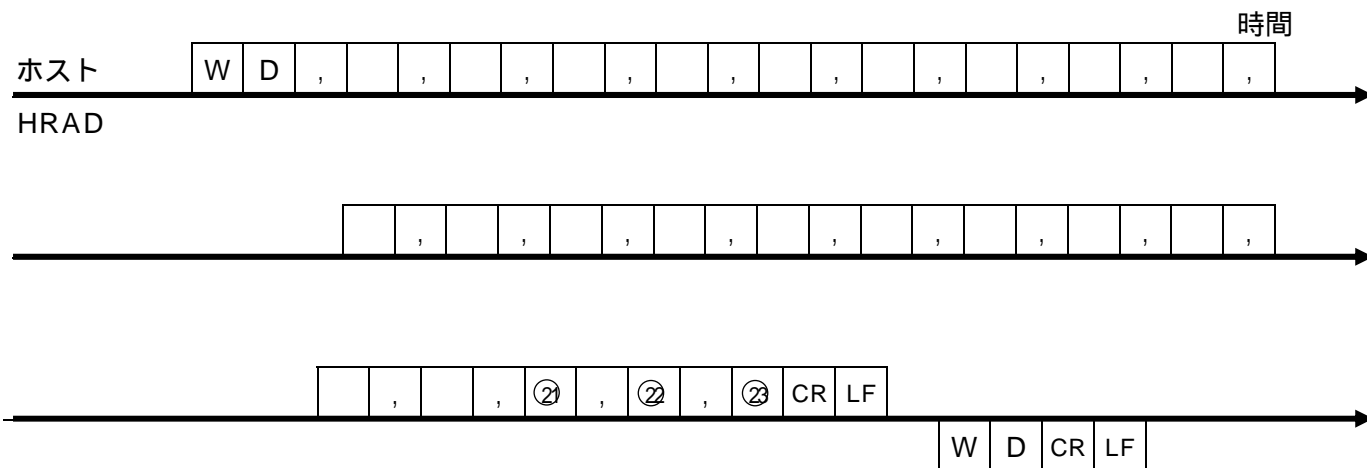 時間
ホスト W D , , , , , , , , , ,
HRAD
, , , , , , , , ,
, , ㉑ , ㉒ , ㉓ CR LF
W D CR LF